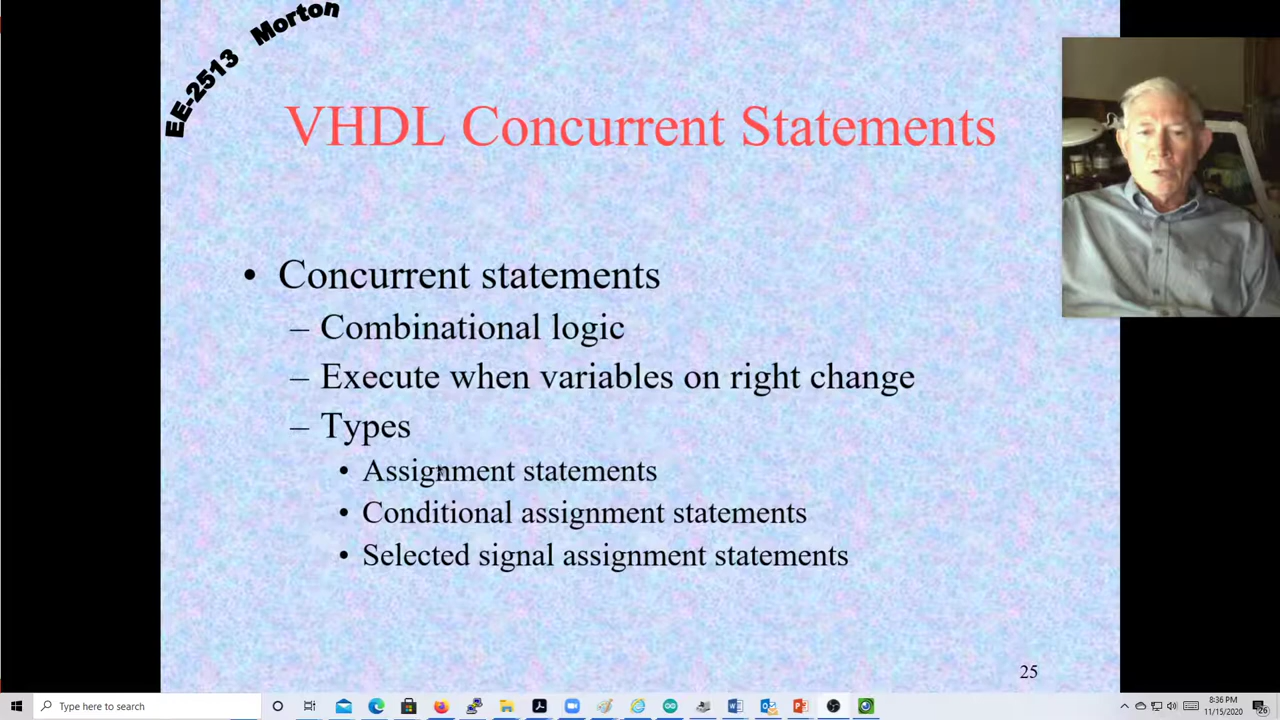 EE-2513 Morton
VHDL Concurrent Statements
• Concurrent statements
– Combinational logic
– Execute when variables on right change
– Types
• Assignment statements
• Conditional assignment statements
• Selected signal assignment statements
25
Type here to search
8:36 PM
11/15/2020
26